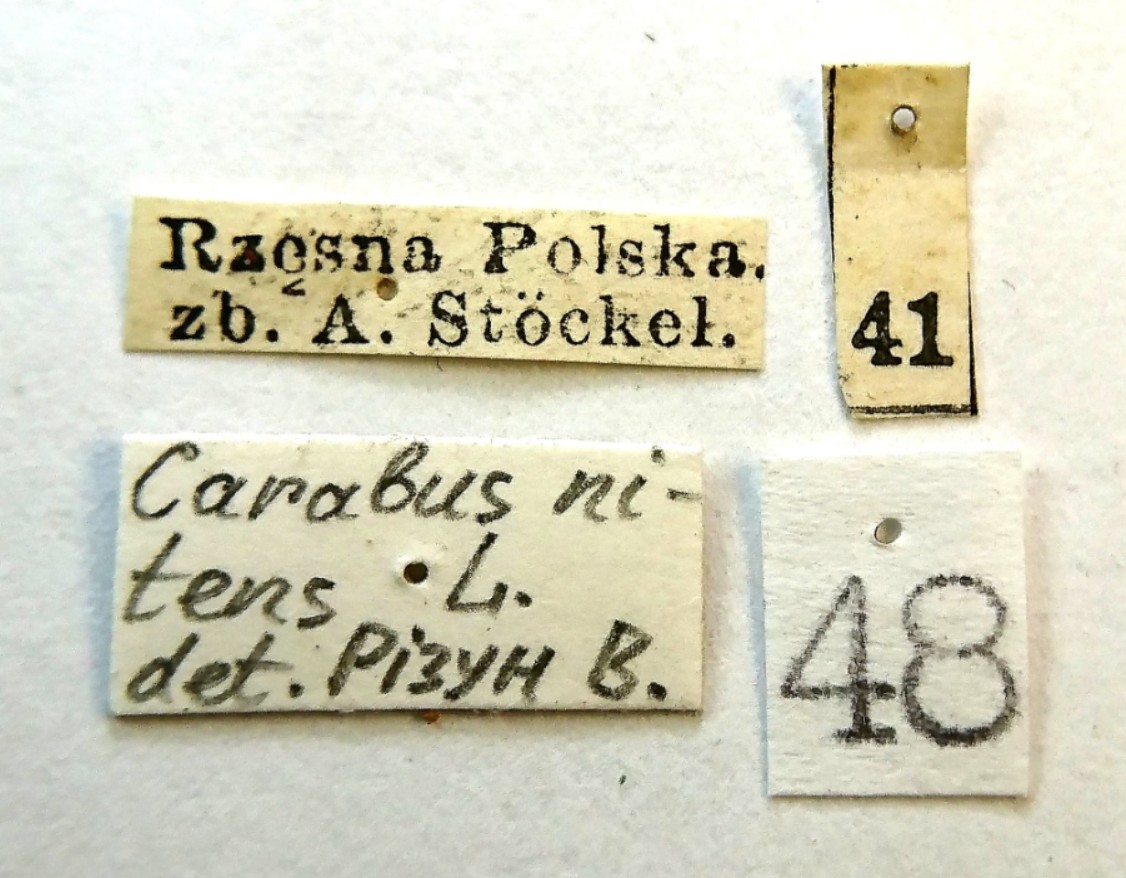 Rzęsna Polska.
zb. A. Stöckel.
41
Carabus ni-
tens L.
det. Різун В.
48